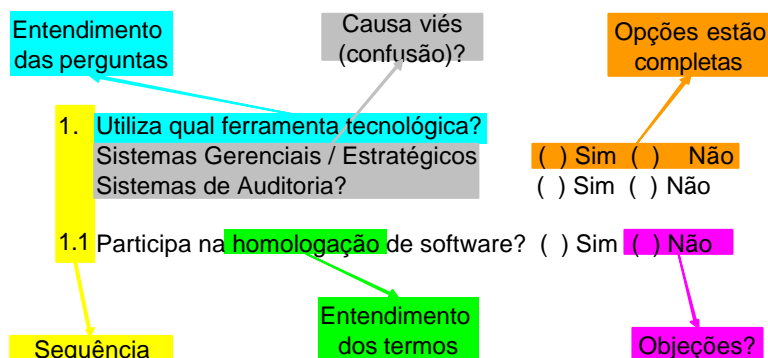 Entendimento
das perguntas
Causa viés
(confusão)?
Opções estão
completas
1. Utiliza qual ferramenta tecnológica?
Sistemas Gerenciais / Estratégicos ( ) Sim ( ) Não
Sistemas de Auditoria? ( ) Sim ( ) Não
1.1 Participa na homologação de software? ( ) Sim ( ) Não
Sequência
Entendimento
dos termos
Objeções?